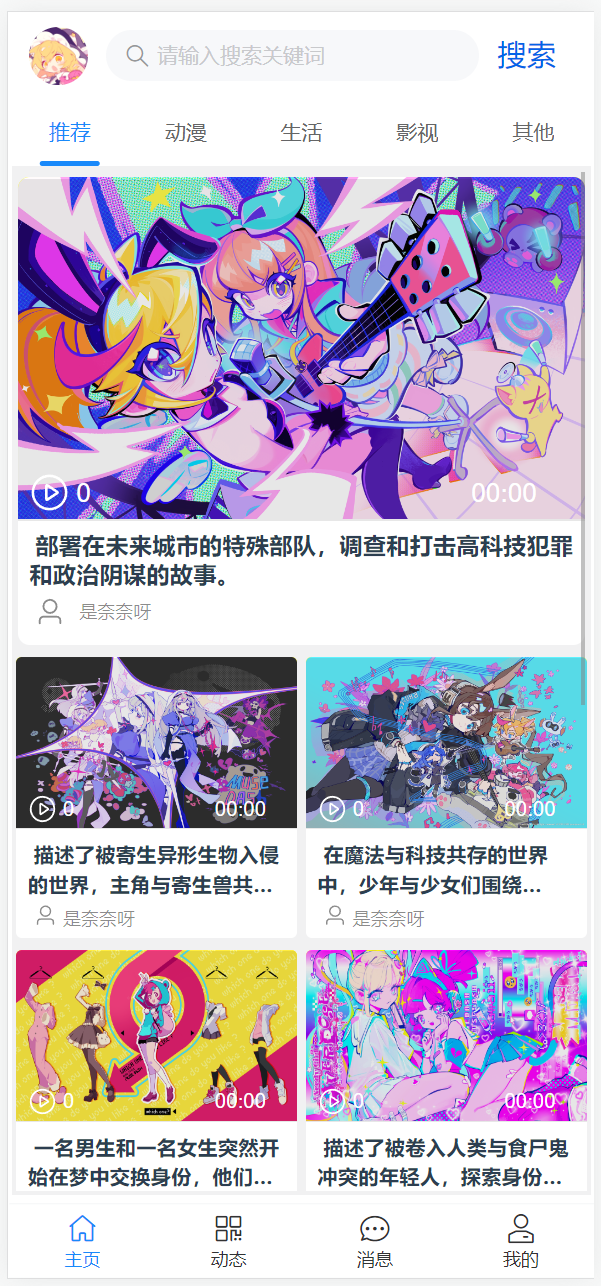 请输入搜索关键词 搜索
推荐 动漫 生活 影视 其他
0 00:00
部署在未来城市的特殊部队，调查和打击高科技犯罪
和政治阴谋的故事。
是奈奈呀
0 00:00
描述了被寄生异形生物入侵
的世界，主角与寄生兽共...
是奈奈呀
0 00:00
在魔法与科技共存的世界
中，少年与少女们围绕...
是奈奈呀
which one?
0 00:00
一名男生和一名女生突然开
始在梦中交换身份，他们...
0 00:00
描述了被卷入人类与食尸鬼
冲突的年轻人，探索身份...
主页 动态 消息 我的